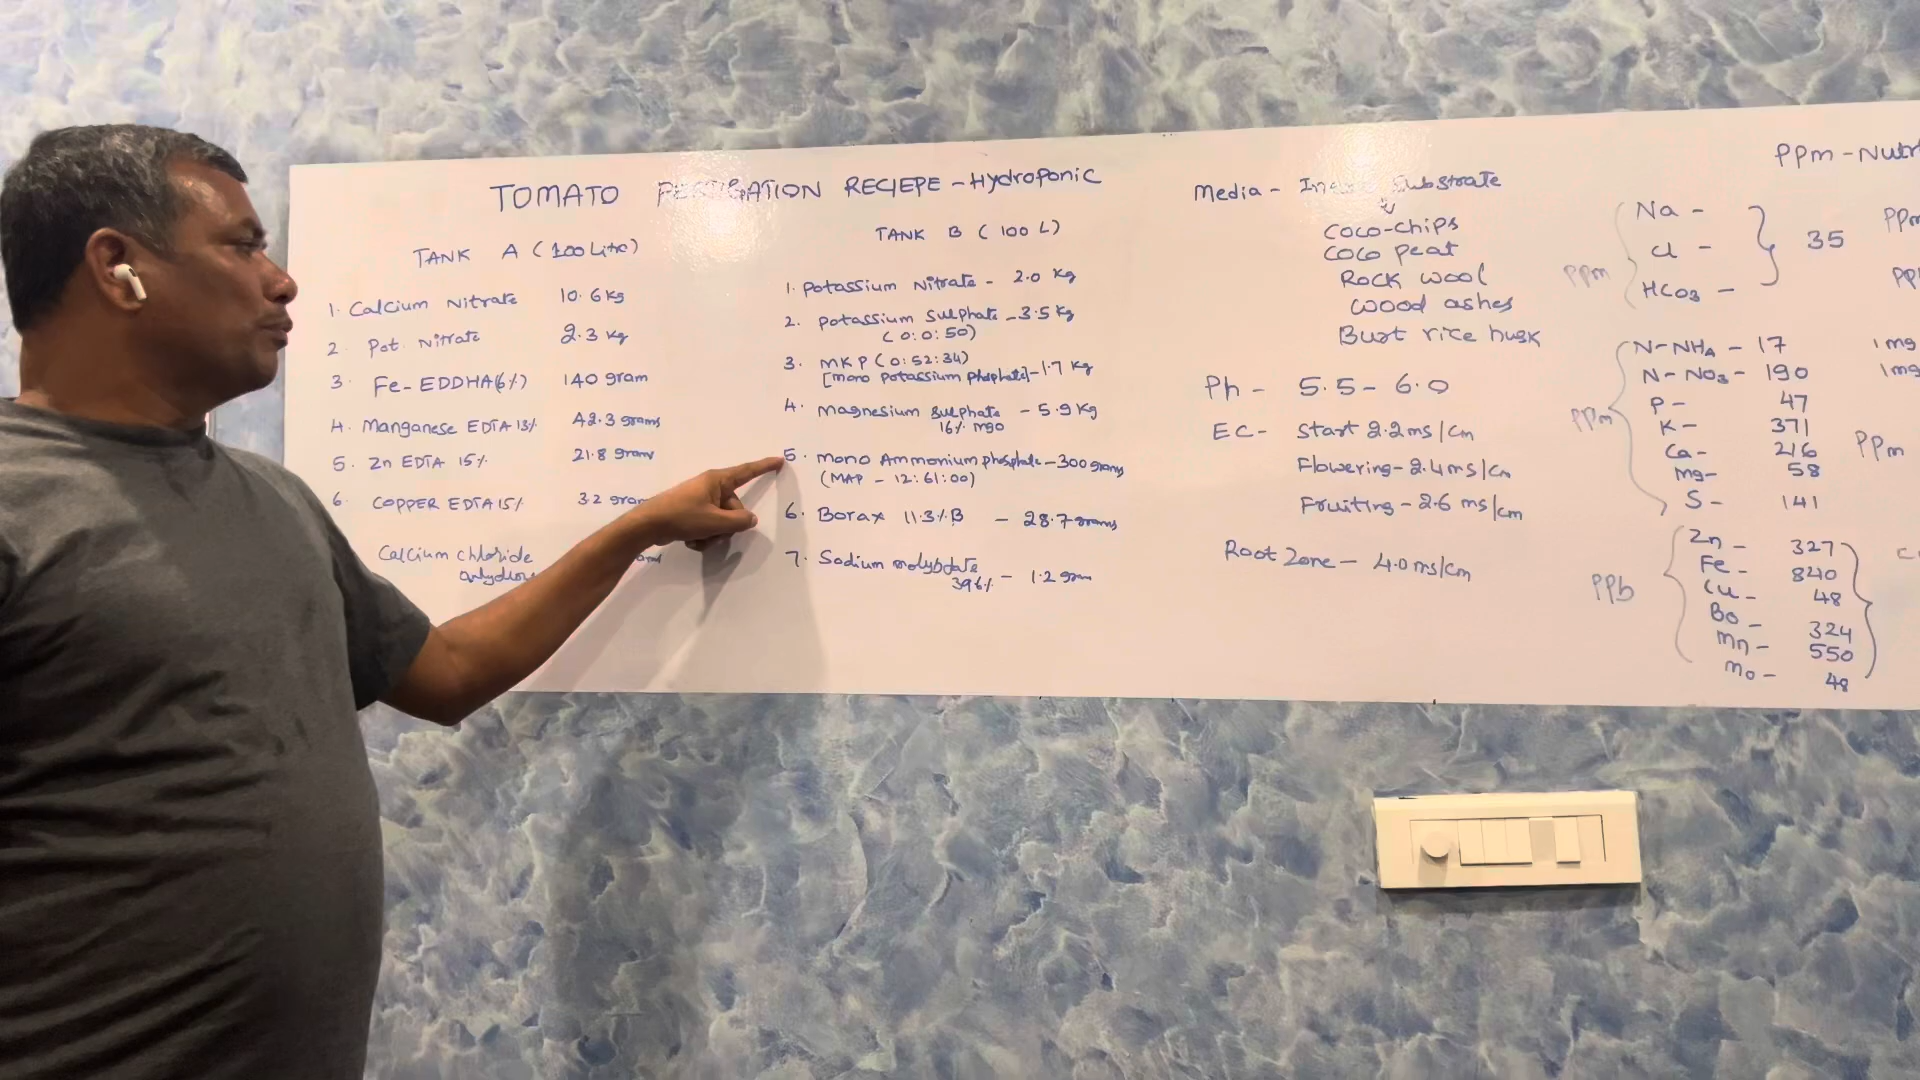 TOMATO FERTIGATION RECIEPE - Hydroponic
TANK A (100 Litre)
1. Calcium Nitrate 10.6 Kg
2. Pot. Nitrate 2.3 Kg
3. Fe-EDDHA(6%) 140 gram
4. Manganese EDTA 13% 42.3 grams
5. Zn EDTA 15% 21.8 grams
6. COPPER EDTA 15% 3.2
Calcium chloride
TANK B (100 L)
1. Potassium Nitrate - 2.0 Kg
2. Potassium Sulphate - 3.5 Kg
(0:0:50)
3. MKP (0:52:34)
[Mono Potassium Phosphate] - 1.7 Kg
4. Magnesium Sulphate - 5.9 Kg
16% mgo
5. Mono Ammonium phosphate - 300 grams
(MAP - 12:61:00)
6. Borax 11.3% B - 28.7 grams
7. Sodium molybdate
39.6% - 1.2 gram
Media - Substrate
Coco-chips
Coco peat
Rock wool
Wood ashes
Burt rice husk
Ph - 5.5 - 6.0
EC - Start 2.2 ms/cm
Flowering - 2.4 ms/cm
Fruiting - 2.6 ms/cm
Root Zone - 4.0 ms/cm
PPm - Nutr
PPm
Na -
Cl -
HCO3 -
35
PPm
PPm
N-NH4 - 17
N-NO3 - 190
P - 47
K - 371
Ca - 216
Mg - 58
S - 141
1 mg
1 mg
PPm
PPb
Zn - 327
Fe - 840
Cu - 48
Bo - 324
Mn - 550
Mo - 48